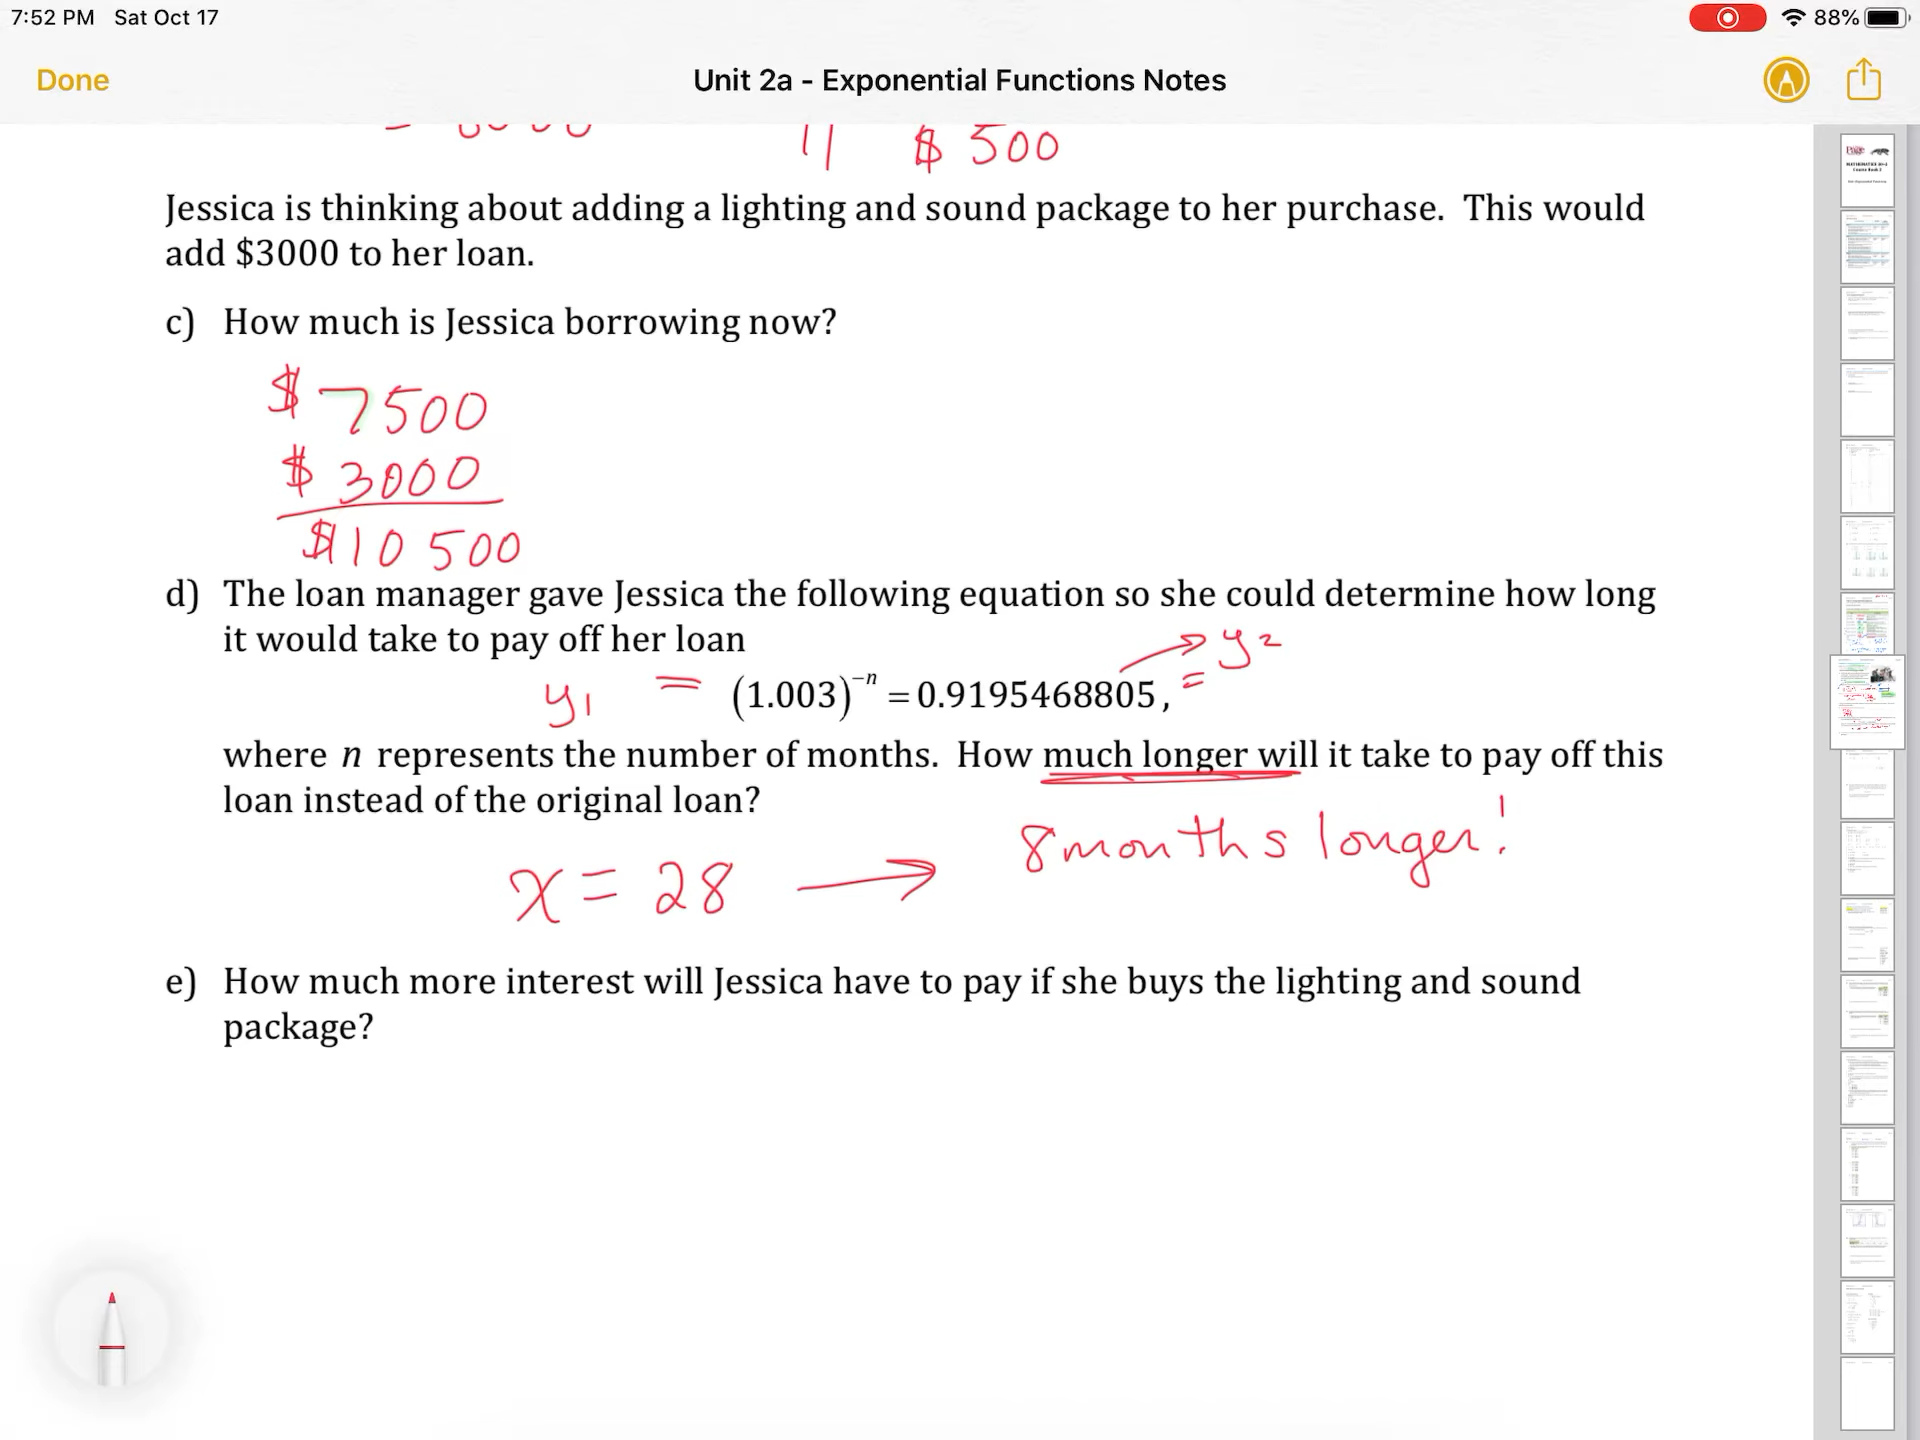 7:52 PM Sat Oct 17
88%
Done
Unit 2a - Exponential Functions Notes
$ 500
Jessica is thinking about adding a lighting and sound package to her purchase. This would
add $3000 to her loan.
c) How much is Jessica borrowing now?
$ 7500
$ 3000
$10 500
d) The loan manager gave Jessica the following equation so she could determine how long
it would take to pay off her loan
y₁ = (1.003)⁻ⁿ = 0.9195468805, = y₂
where n represents the number of months. How much longer will it take to pay off this
loan instead of the original loan?
8 months longer!
x = 28 →
e) How much more interest will Jessica have to pay if she buys the lighting and sound
package?